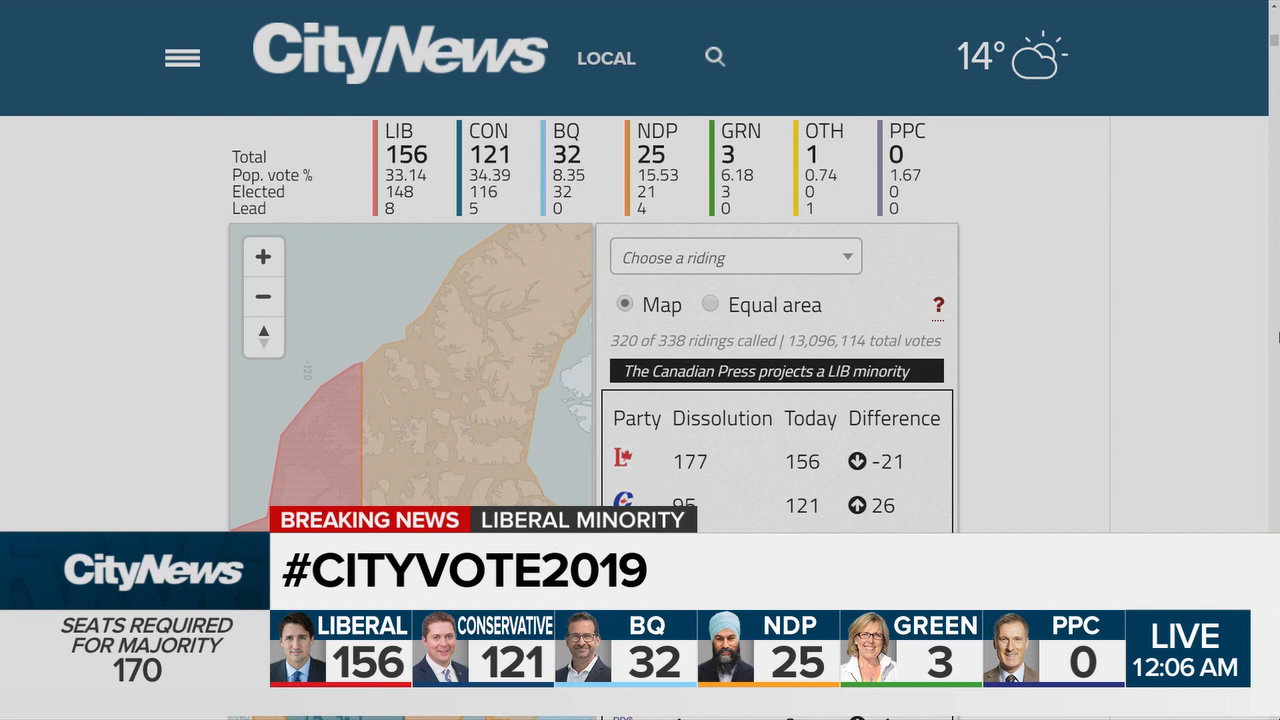 CityNews
LOCAL
14°
LIB CON BQ NDP GRN OTH PPC
Total 156 121 32 25 3 1 0
Pop. vote % 33.14 34.39 8.35 15.53 6.18 0.74 1.67
Elected 148 116 32 21 3 0 0
Lead 8 5 0 4 0 1 0
+
−
Choose a riding
Map Equal area ?
320 of 338 ridings called | 13,096,114 total votes
The Canadian Press projects a LIB minority
Party Dissolution Today Difference
L 177 156 -21
C 95 121 26
BREAKING NEWS LIBERAL MINORITY
CityNews
#CITYVOTE2019
SEATS REQUIRED
FOR MAJORITY
170
LIBERAL 156
CONSERVATIVE 121
BQ 32
NDP 25
GREEN 3
PPC 0
LIVE
12:06 AM